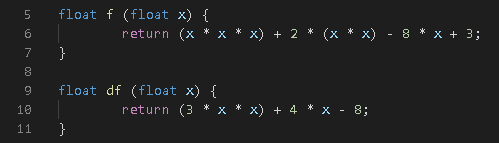 5 float f (float x) {
6 return (x * x * x) + 2 * (x * x) - 8 * x + 3;
7 }
8
9 float df (float x) {
10 return (3 * x * x) + 4 * x - 8;
11 }